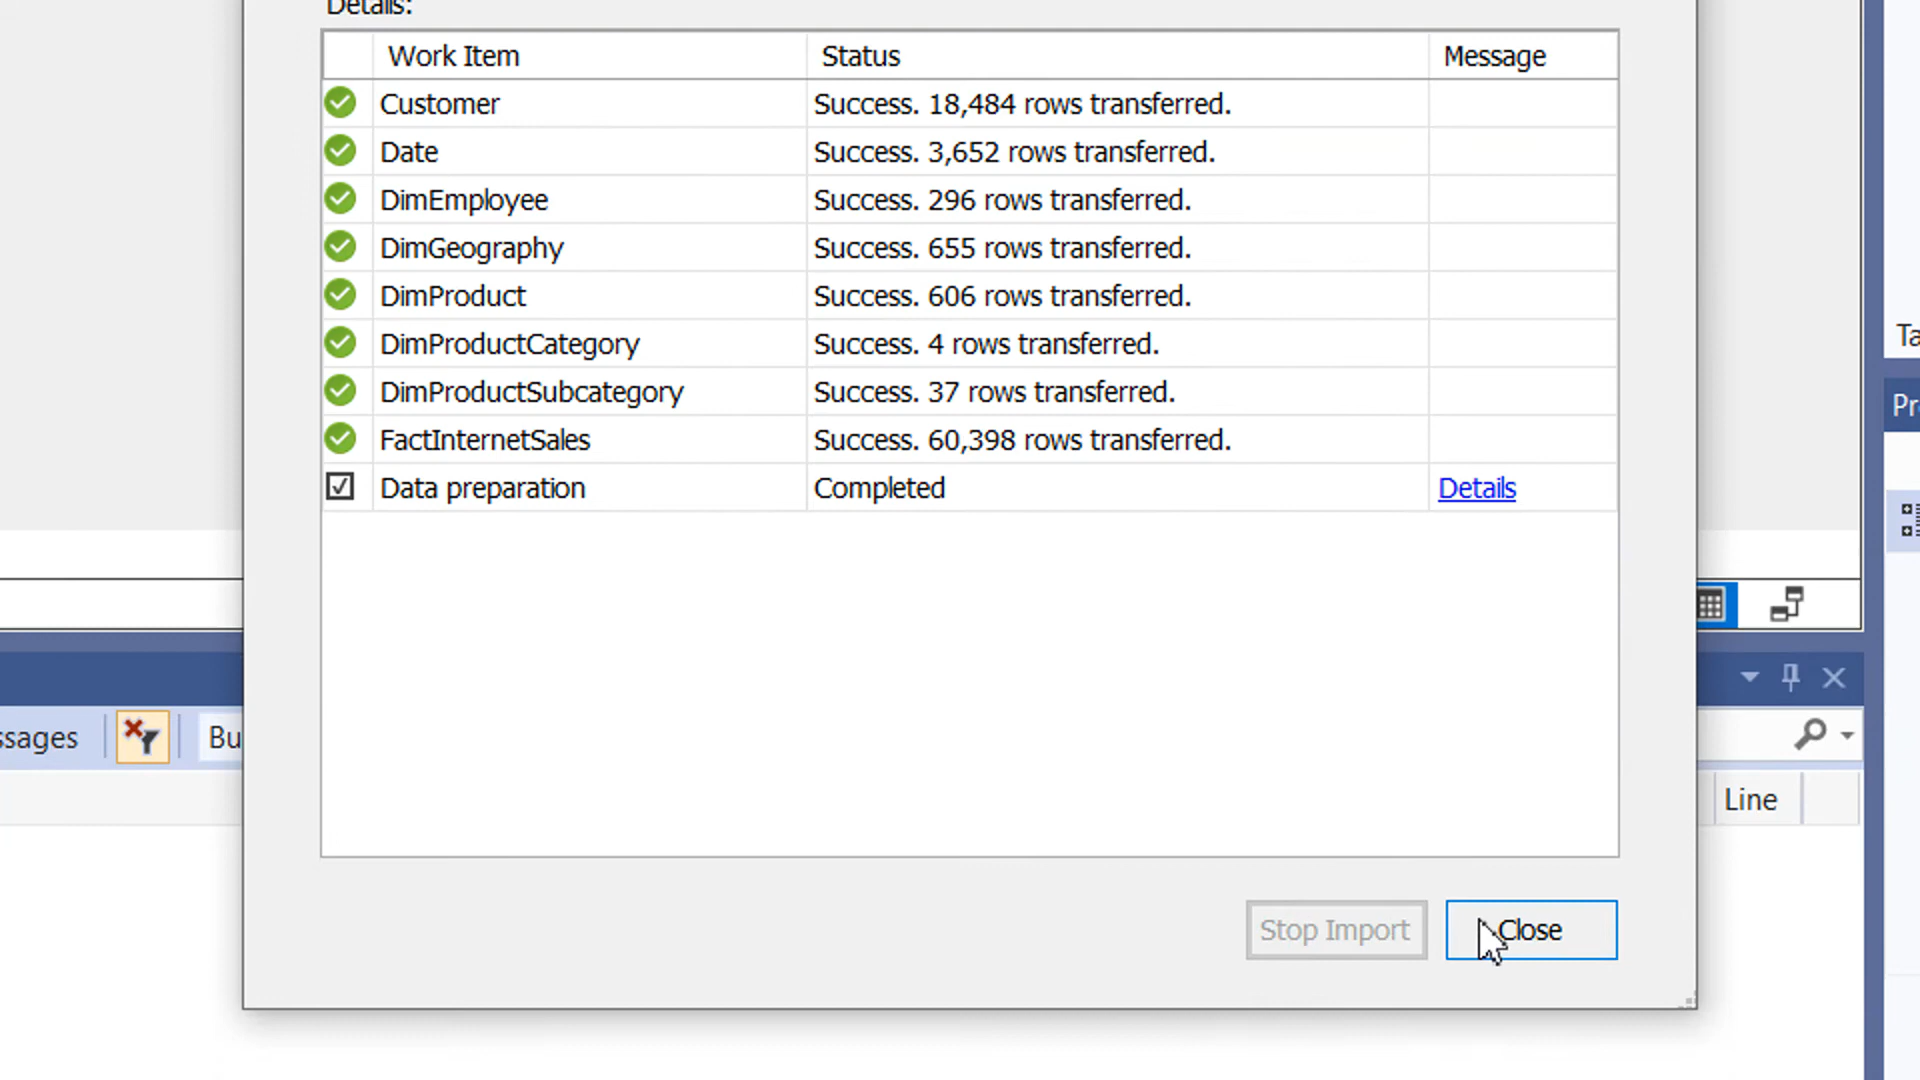 Details:
Work Item Status Message
Customer Success. 18,484 rows transferred.
Date Success. 3,652 rows transferred.
DimEmployee Success. 296 rows transferred.
DimGeography Success. 655 rows transferred.
DimProduct Success. 606 rows transferred.
DimProductCategory Success. 4 rows transferred.
DimProductSubcategory Success. 37 rows transferred.
FactInternetSales Success. 60,398 rows transferred.
Data preparation Completed Details
Ta
Pr
ssages Bu
Line
Stop Import Close